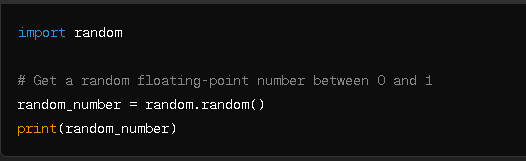 import random
# Get a random floating-point number between 0 and 1
random_number = random.random()
print(random_number)